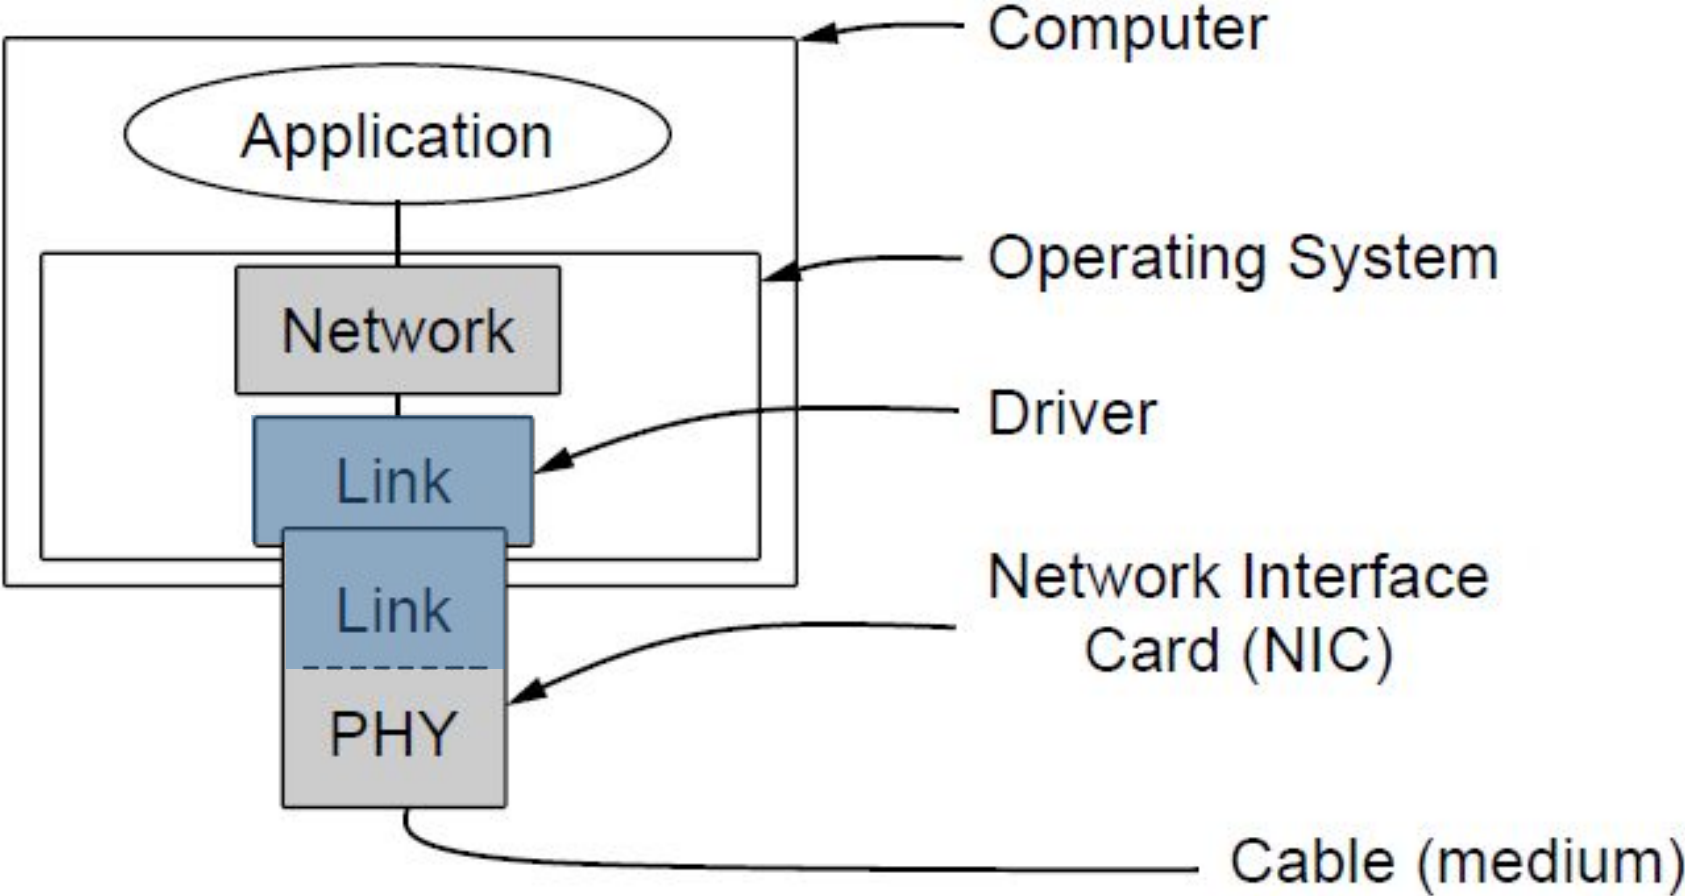 Computer
Application
Operating System
Network
Driver
Link
Network Interface
Card (NIC)
Link
PHY
Cable (medium)